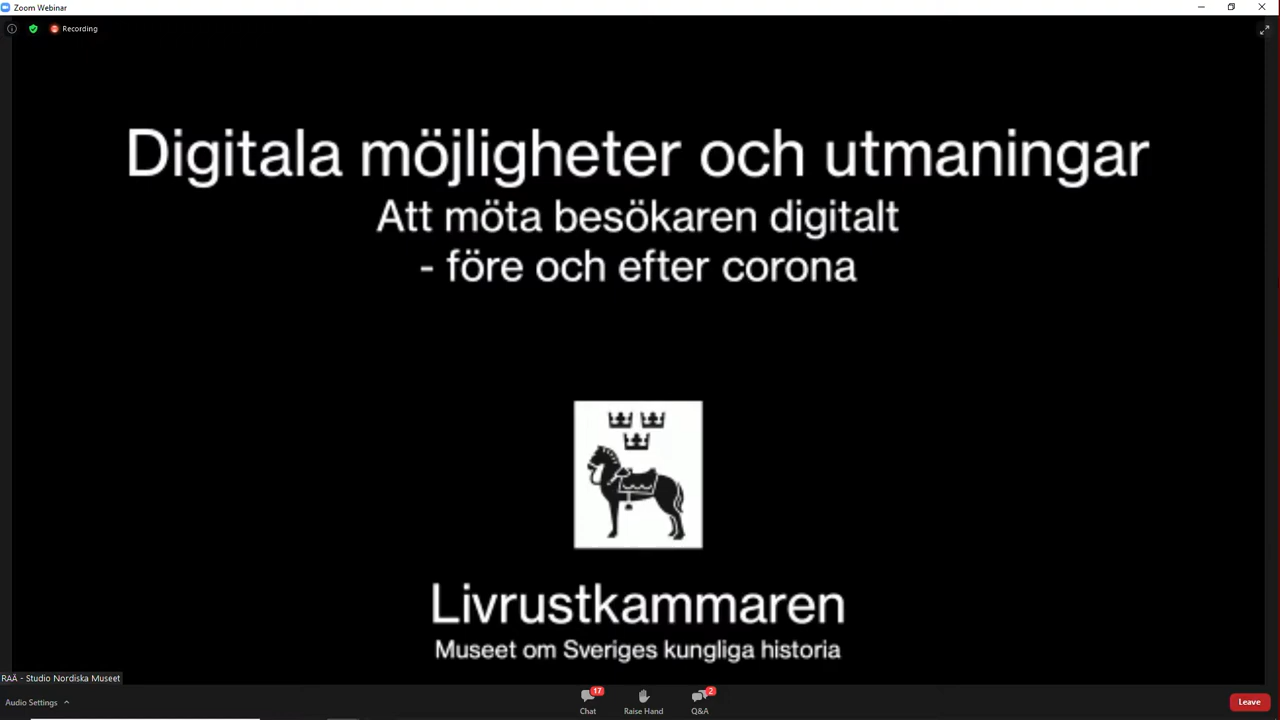 Zoom Webinar
Recording
Digitala möjligheter och utmaningar
Att möta besökaren digitalt
- före och efter corona
Livrustkammaren
Museet om Sveriges kungliga historia
RAÄ - Studio Nordiska Museet
Audio Settings
17
Chat
Raise Hand
2
Q&A
Leave